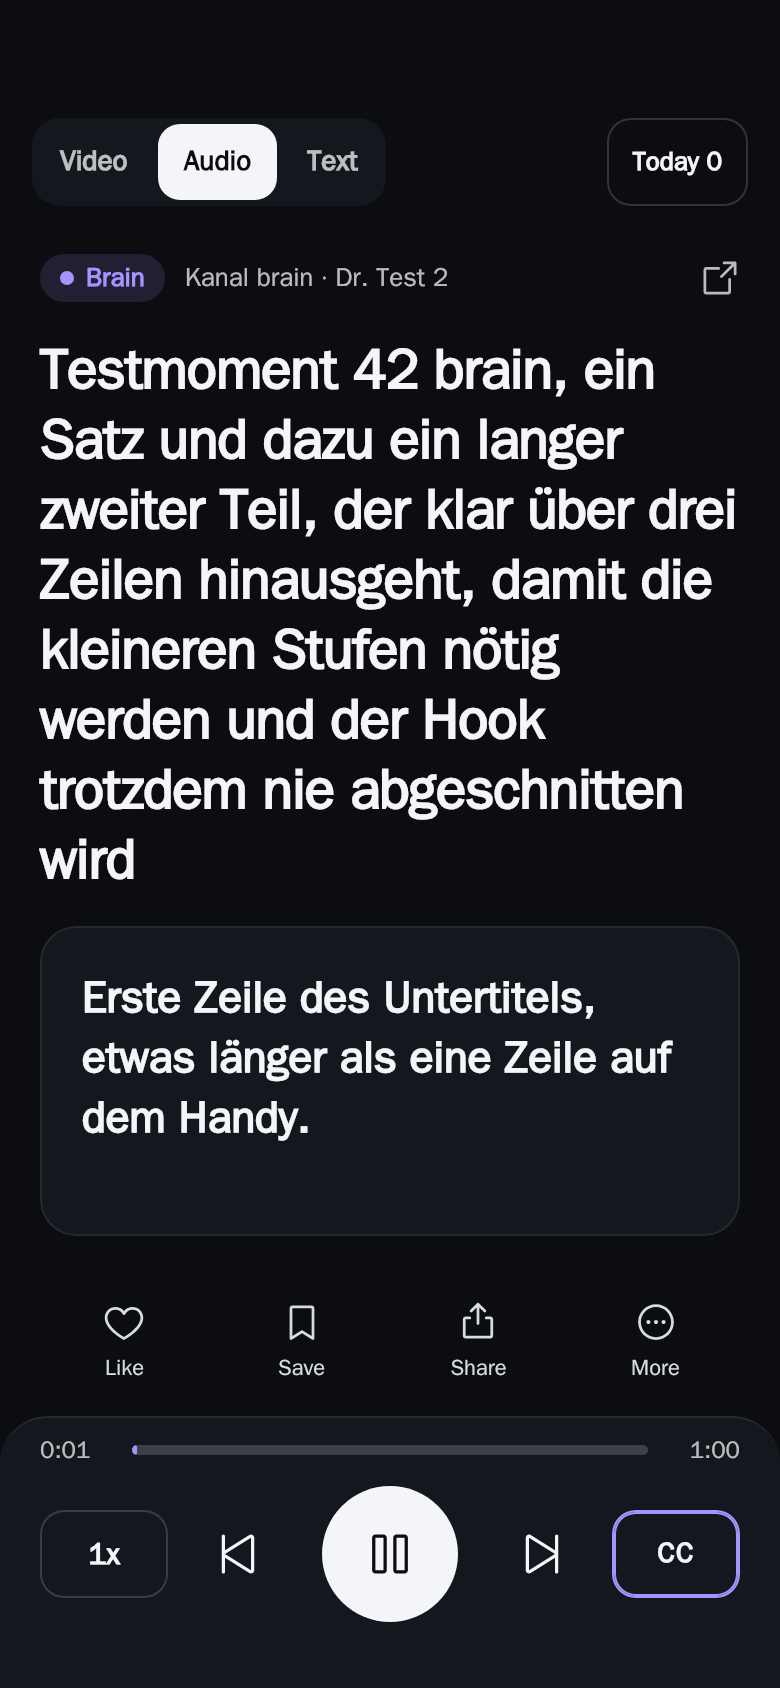 Video Audio Text Today 0
Brain Kanal brain · Dr. Test 2
Testmoment 42 brain, ein
Satz und dazu ein langer
zweiter Teil, der klar über drei
Zeilen hinausgeht, damit die
kleineren Stufen nötig
werden und der Hook
trotzdem nie abgeschnitten
wird
Erste Zeile des Untertitels,
etwas länger als eine Zeile auf
dem Handy.
Like Save Share More
0:01 1:00
1x CC